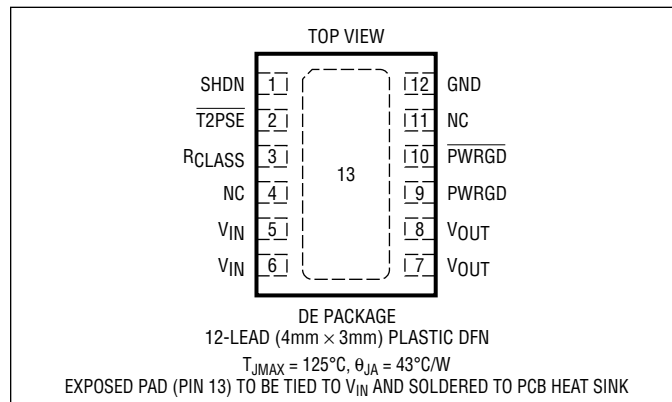 TOP VIEW
SHDN 1 12 GND
T2PSE 2 11 NC
RCLASS 3 10 PWRGD
13
NC 4 9 PWRGD
VIN 5 8 VOUT
VIN 6 7 VOUT
DE PACKAGE
12-LEAD (4mm × 3mm) PLASTIC DFN
TJMAX = 125°C, θJA = 43°C/W
EXPOSED PAD (PIN 13) TO BE TIED TO VIN AND SOLDERED TO PCB HEAT SINK